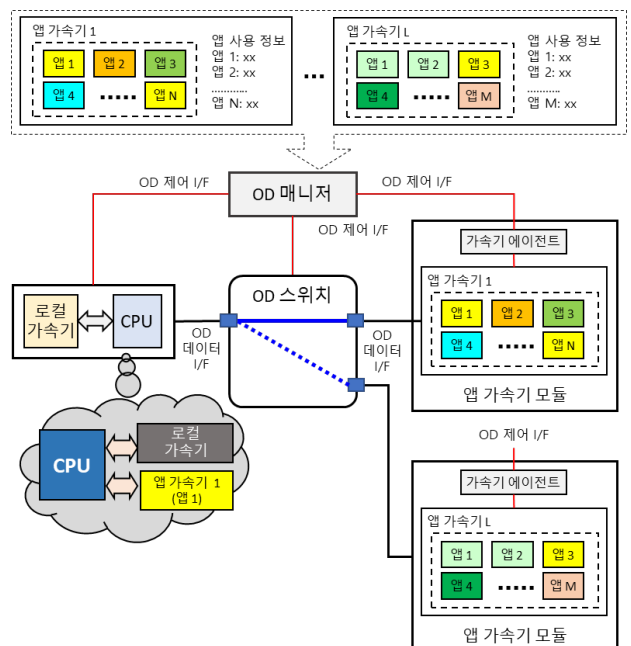 앱 가속기 1
앱 1
앱 2
앱 3
앱 4
앱 N
앱 사용 정보
앱 1: xx
앱 2: xx
...........
앱 N: xx
...
앱 가속기 L
앱 1
앱 2
앱 3
앱 4
앱 M
앱 사용 정보
앱 1: xx
앱 2: xx
...........
앱 M: xx
OD 제어 I/F
OD 매니저
OD 제어 I/F
OD 제어 I/F
로컬
가속기
CPU
OD
데이터
I/F
OD 스위치
OD
데이터
I/F
가속기 에이전트
앱 가속기 1
앱 1
앱 2
앱 3
앱 4
앱 N
앱 가속기 모듈
CPU
로컬
가속기
앱 가속기 1
(앱 1)
OD 제어 I/F
가속기 에이전트
앱 가속기 L
앱 1
앱 2
앱 3
앱 4
앱 M
앱 가속기 모듈